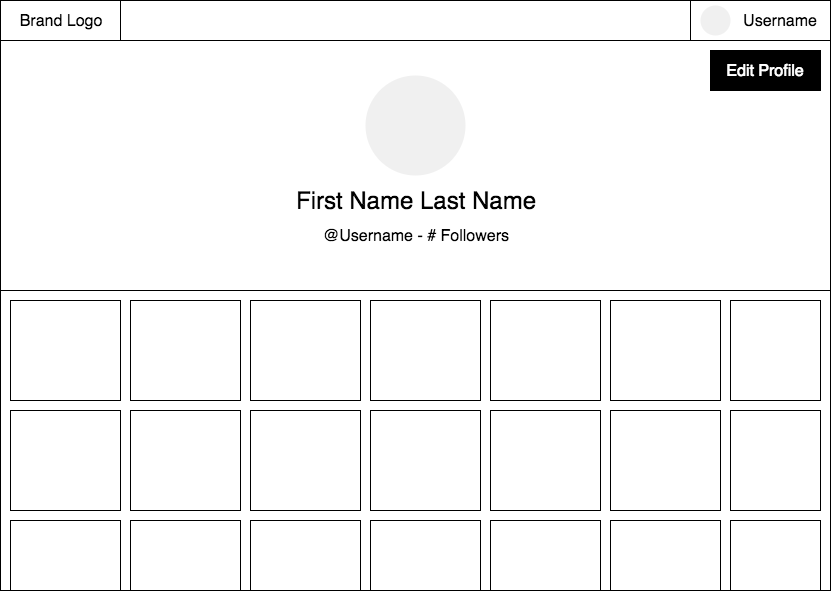 Brand Logo
Username
Edit Profile
First Name Last Name
@Username - # Followers